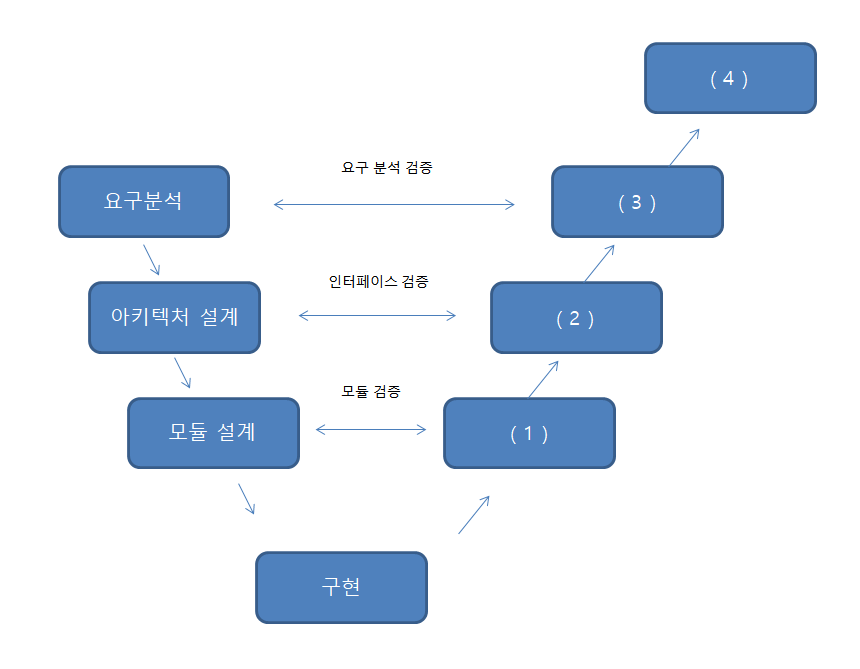 ( 4 )
요구 분석 검증
요구분석
( 3 )
인터페이스 검증
아키텍처 설계
( 2 )
모듈 검증
모듈 설계
( 1 )
구현